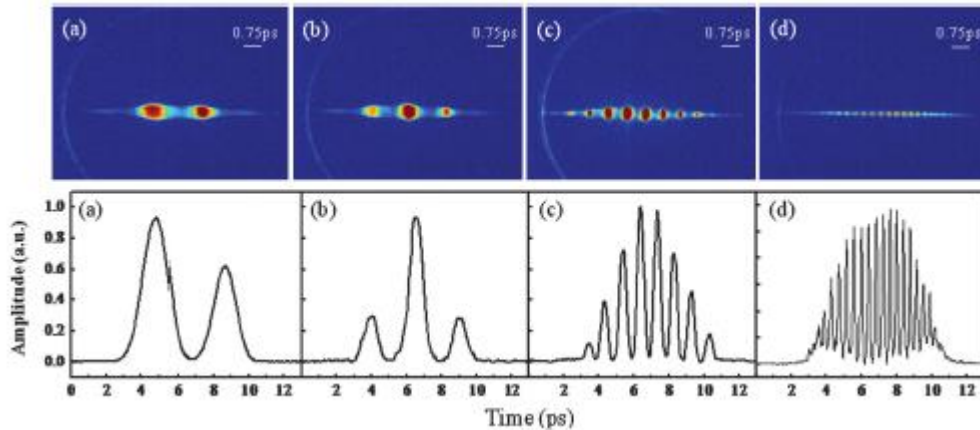 (a) (b) (c) (d)
0.75ps 0.75ps 0.75ps 0.75ps
(a) (b) (c) (d)
1.0
0.8
0.6
0.4
0.2
0.0
Amplitude (a.u.)
0 2 4 6 8 10 12 2 4 6 8 10 12 2 4 6 8 10 12 2 4 6 8 10 12
Time (ps)